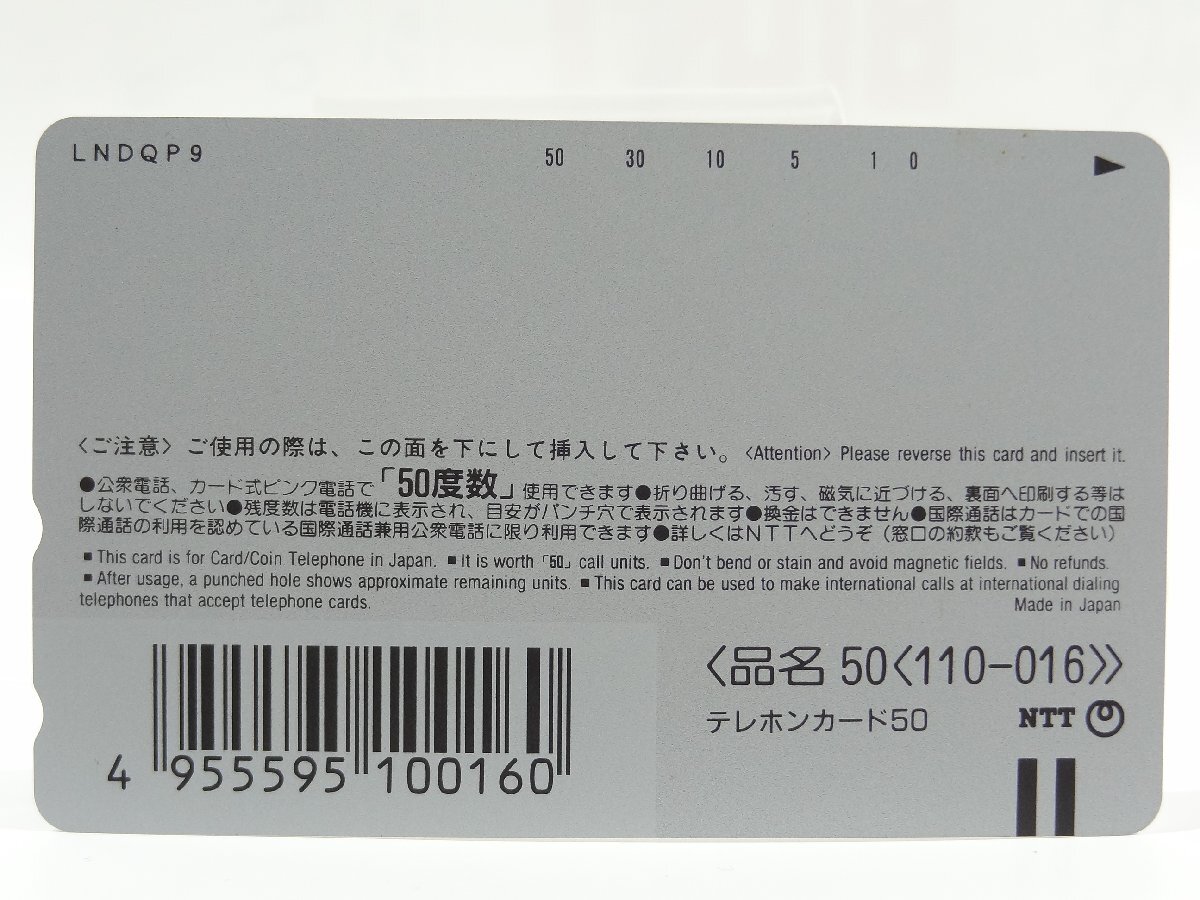 LNDQP9
50 30 10 5 1 0
〈ご注意〉ご使用の際は、この面を下にして挿入して下さい。〈Attention〉Please reverse this card and insert it.
●公衆電話、カード式ピンク電話で「50度数」使用できます●折り曲げる、汚す、磁気に近づける、裏面へ印刷する等は
しないでください●残度数は電話機に表示され、目安がパンチ穴で表示されます●換金はできません●国際通話はカードでの国
際通話の利用を認めている国際通話兼用公衆電話に限り利用できます●詳しくはNTTへどうぞ(窓口の約款もご覧ください)
■This card is for Card/Coin Telephone in Japan. ■It is worth「50」call units. ■Don't bend or stain and avoid magnetic fields. ■No refunds.
■After usage, a punched hole shows approximate remaining units. ■This card can be used to make international calls at international dialing
telephones that accept telephone cards. Made in Japan
〈品名 50〈110-016〉〉
テレホンカード50 NTT
4 955595 100160